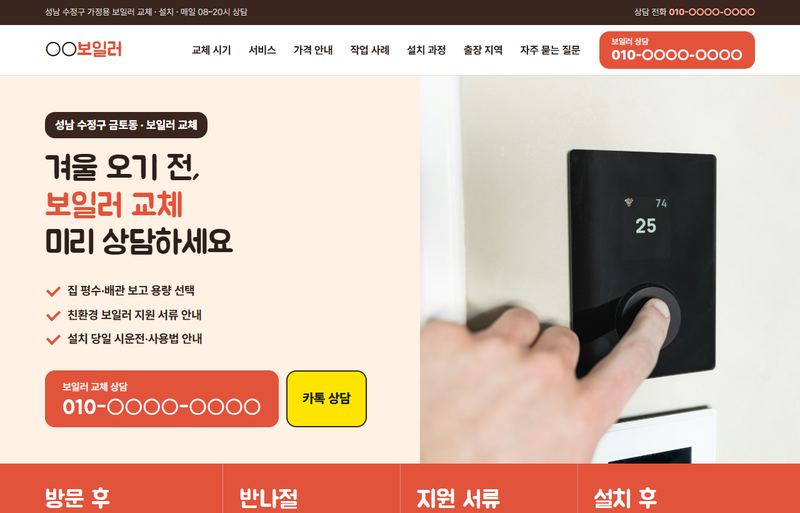 성남 수정구 가정용 보일러 교체 · 설치 · 매일 08–20시 상담
상담 전화 010-○○○○-○○○○
○○보일러
교체 시기 서비스 가격 안내 작업 사례 설치 과정 출장 지역 자주 묻는 질문
보일러 상담
010-○○○○-○○○○
성남 수정구 금토동 · 보일러 교체
겨울 오기 전,
보일러 교체
미리 상담하세요
집 평수·배관 보고 용량 선택
친환경 보일러 지원 서류 안내
설치 당일 시운전·사용법 안내
보일러 교체 상담
010-○○○○-○○○○
카톡 상담
74
25
방문 후 반나절 지원 서류 설치 후